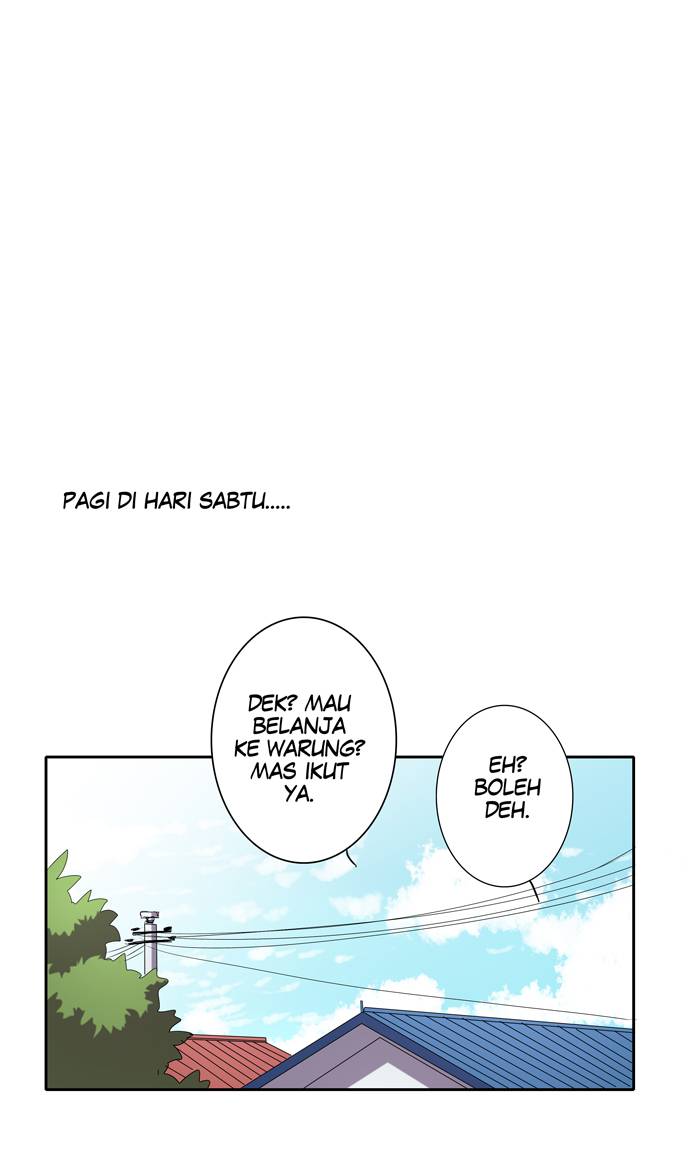 PAGI DI HARI SABTU.....
DEK? MAU
BELANJA
KE WARUNG?
MAS IKUT
YA.
EH?
BOLEH
DEH.